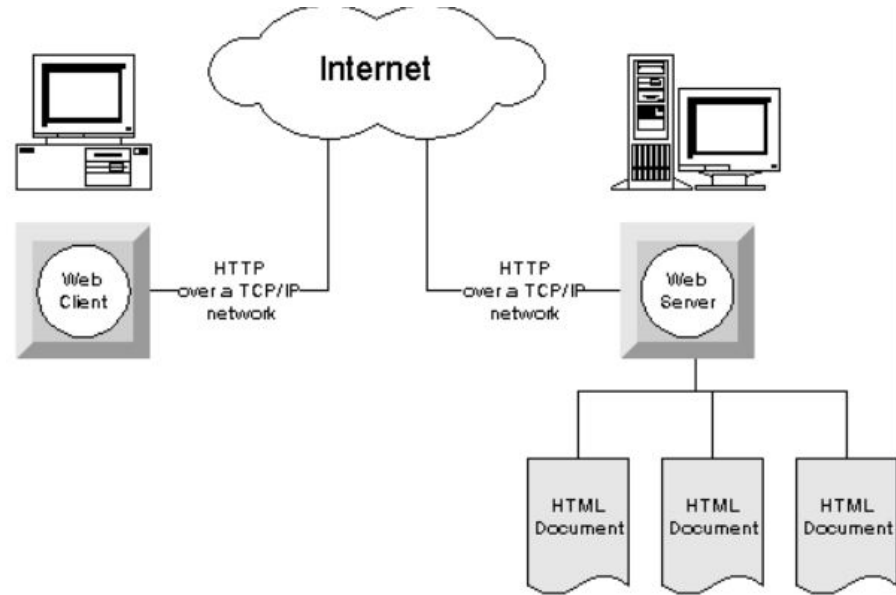 Internet
Web
Client
HTTP
over a TCP/IP
network
HTTP
over a TCP/IP
network
Web
Server
HTML
Document
HTML
Document
HTML
Document